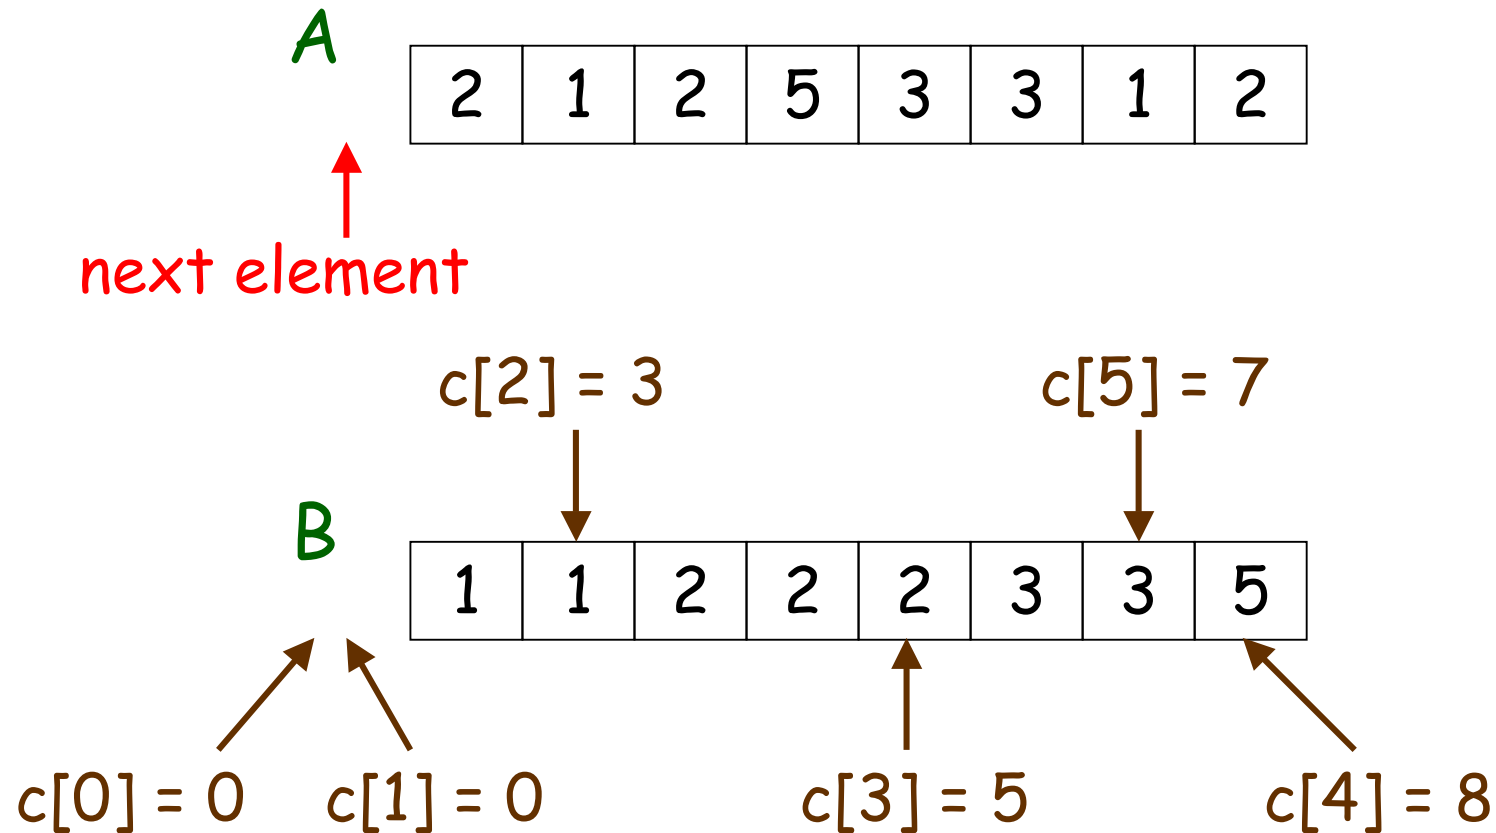 A
2 1 2 5 3 3 1 2
next element
c[2] = 3 c[5] = 7
B
1 1 2 2 2 3 3 5
c[0] = 0 c[1] = 0 c[3] = 5 c[4] = 8